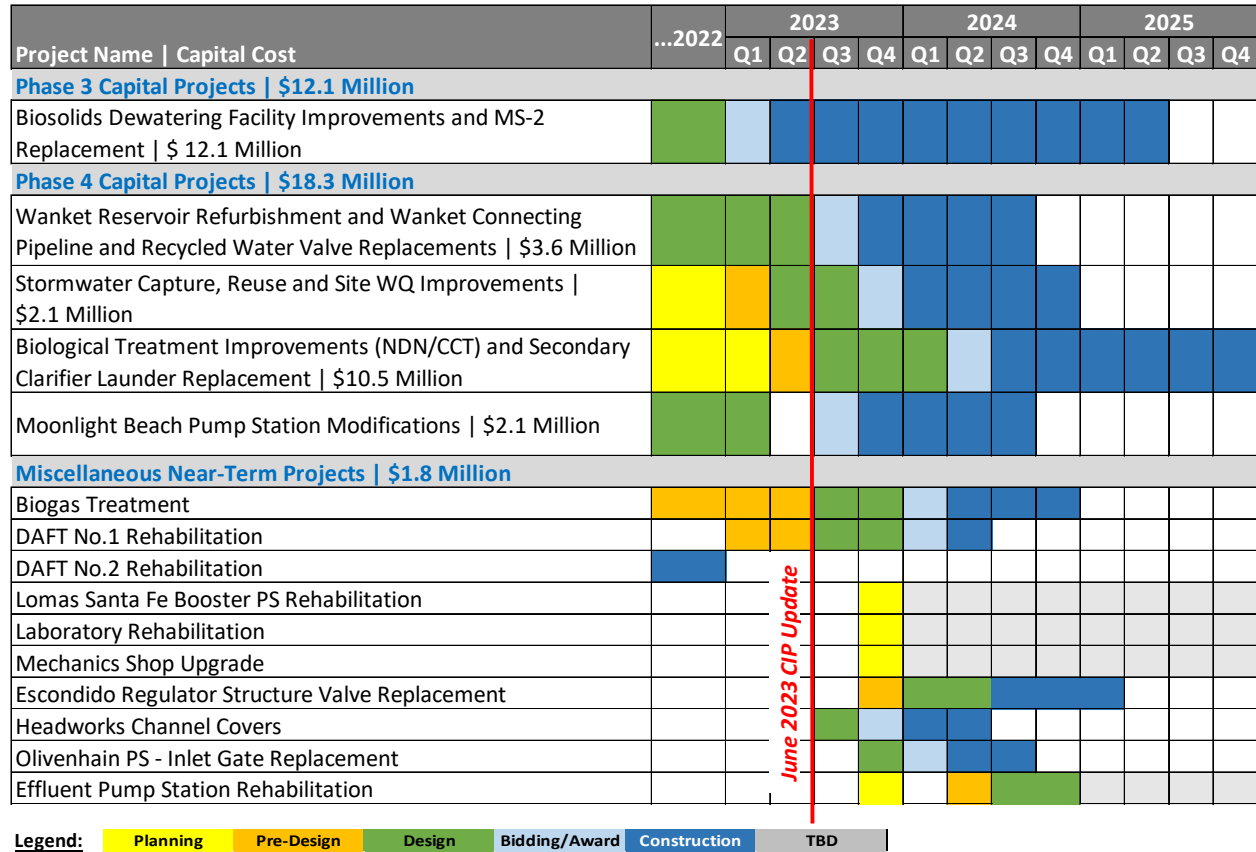 2023 2024 2025
...2022
Project Name | Capital Cost Q1 Q2 Q3 Q4 Q1 Q2 Q3 Q4 Q1 Q2 Q3 Q4
Phase 3 Capital Projects | $12.1 Million
Biosolids Dewatering Facility Improvements and MS-2
Replacement | $ 12.1 Million
Phase 4 Capital Projects | $18.3 Million
Wanket Reservoir Refurbishment and Wanket Connecting
Pipeline and Recycled Water Valve Replacements | $3.6 Million
Stormwater Capture, Reuse and Site WQ Improvements |
$2.1 Million
Biological Treatment Improvements (NDN/CCT) and Secondary
Clarifier Launder Replacement | $10.5 Million
Moonlight Beach Pump Station Modifications | $2.1 Million
Miscellaneous Near-Term Projects | $1.8 Million
Biogas Treatment
DAFT No.1 Rehabilitation
DAFT No.2 Rehabilitation
Lomas Santa Fe Booster PS Rehabilitation
Laboratory Rehabilitation
Mechanics Shop Upgrade
Escondido Regulator Structure Valve Replacement
Headworks Channel Covers
Olivenhain PS - Inlet Gate Replacement
Effluent Pump Station Rehabilitation
June 2023 CIP Update
Legend: Planning Pre-Design Design Bidding/Award Construction TBD